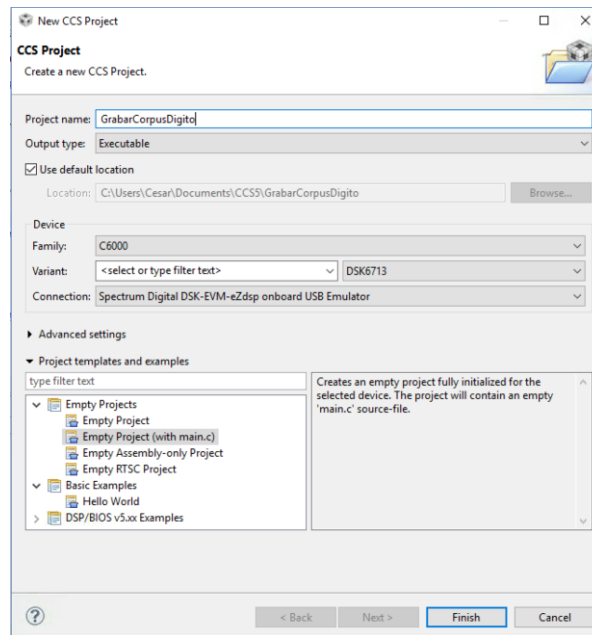 New CCS Project
CCS Project
Create a new CCS Project.
Project name: GrabarCorpusDigito
Output type: Executable
Use default location
Location: C:\Users\Cesar\Documents\CCS5\GrabarCorpusDigito Browse...
Device
Family: C6000
Variant: <select or type filter text> DSK6713
Connection: Spectrum Digital DSK-EVM-eZdsp onboard USB Emulator
Advanced settings
Project templates and examples
type filter text
Empty Projects
Empty Project
Empty Project (with main.c)
Empty Assembly-only Project
Empty RTSC Project
Basic Examples
Hello World
DSP/BIOS v5.xx Examples
Creates an empty project fully initialized for the
selected device. The project will contain an empty
'main.c' source-file.
? < Back Next > Finish Cancel